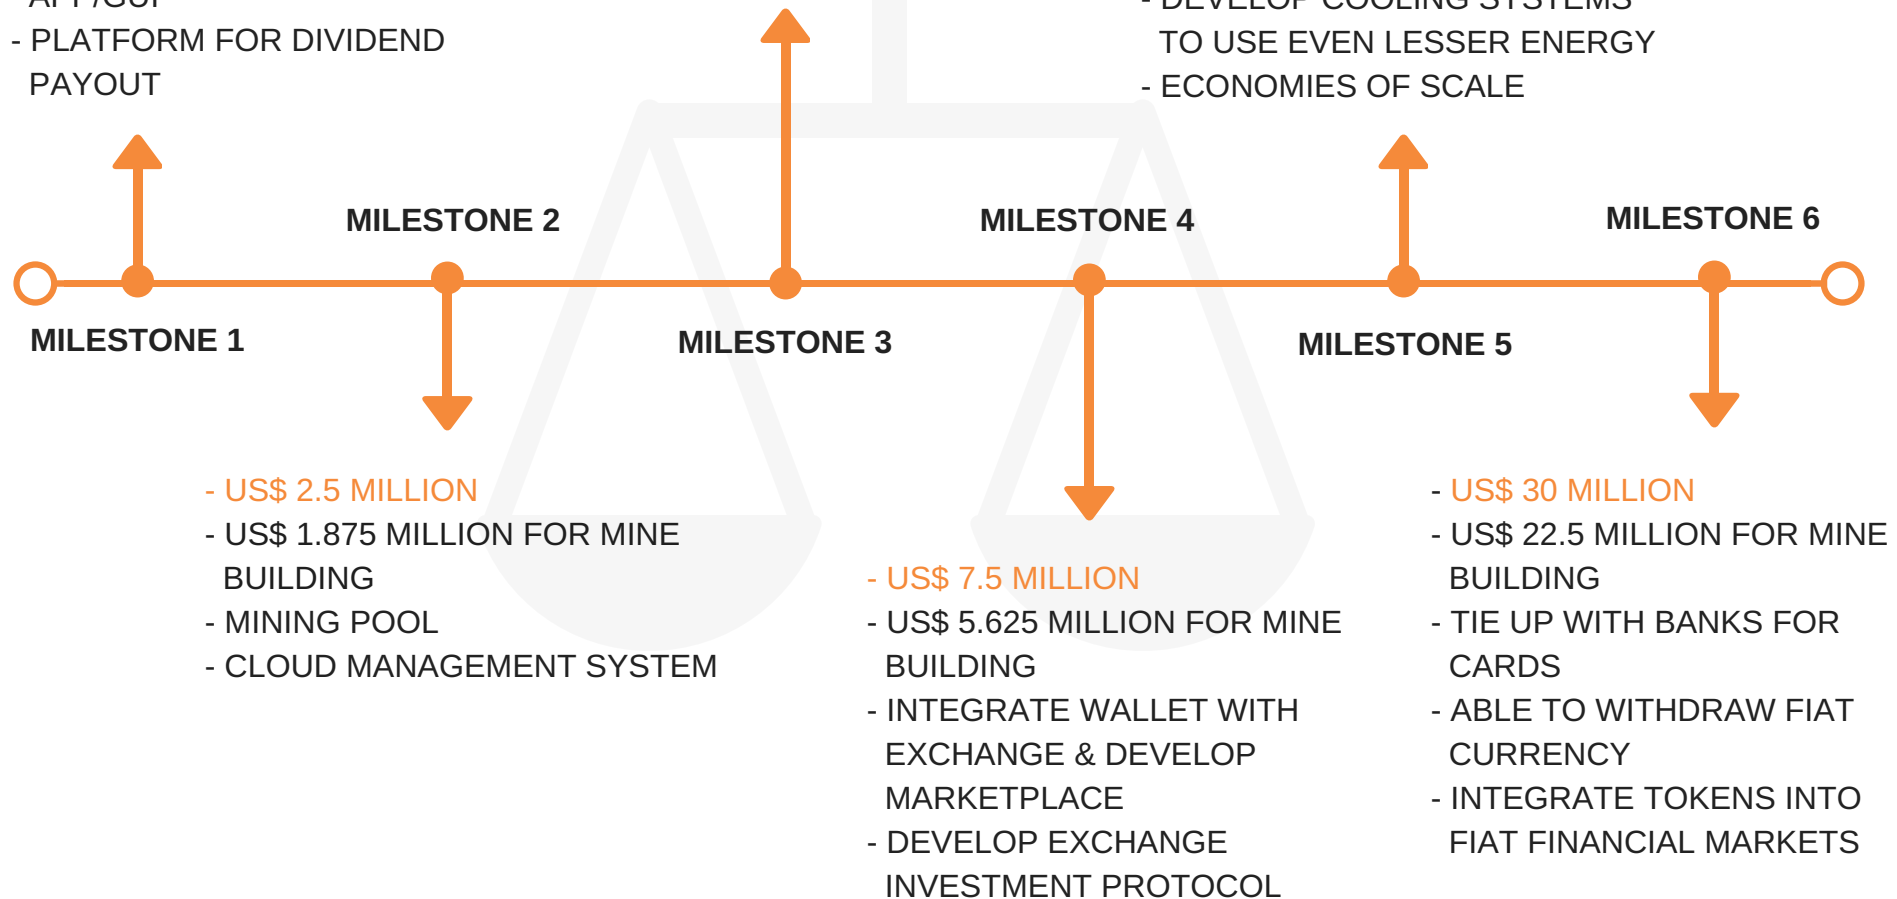 - PLATFORM FOR DIVIDEND
PAYOUT
- DEVELOP COOLING SYSTEMS
TO USE EVEN LESSER ENERGY
- ECONOMIES OF SCALE
MILESTONE 2
MILESTONE 4
MILESTONE 6
MILESTONE 1
MILESTONE 3
MILESTONE 5
- US$ 2.5 MILLION
- US$ 1.875 MILLION FOR MINE
BUILDING
- MINING POOL
- CLOUD MANAGEMENT SYSTEM
- US$ 7.5 MILLION
- US$ 5.625 MILLION FOR MINE
BUILDING
- INTEGRATE WALLET WITH
EXCHANGE & DEVELOP
MARKETPLACE
- DEVELOP EXCHANGE
INVESTMENT PROTOCOL
- US$ 30 MILLION
- US$ 22.5 MILLION FOR MINE
BUILDING
- TIE UP WITH BANKS FOR
CARDS
- ABLE TO WITHDRAW FIAT
CURRENCY
- INTEGRATE TOKENS INTO
FIAT FINANCIAL MARKETS